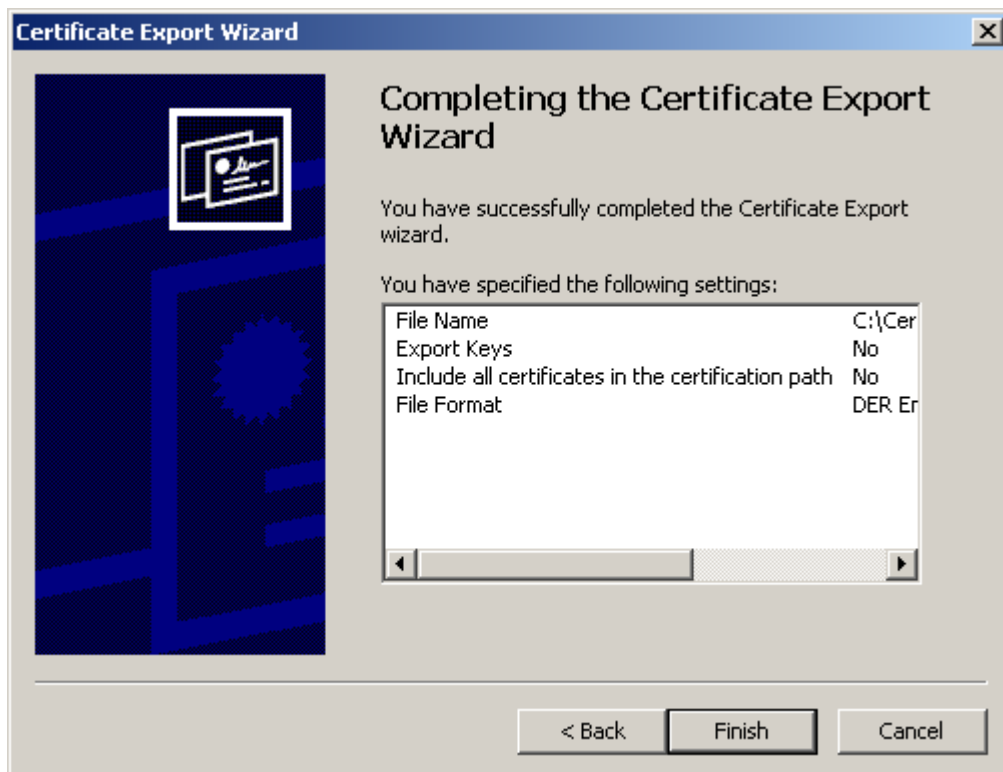 Certificate Export Wizard
Completing the Certificate Export
Wizard
You have successfully completed the Certificate Export
wizard.
You have specified the following settings:
File Name C:\Cer
Export Keys No
Include all certificates in the certification path No
File Format DER Er
< Back Finish Cancel